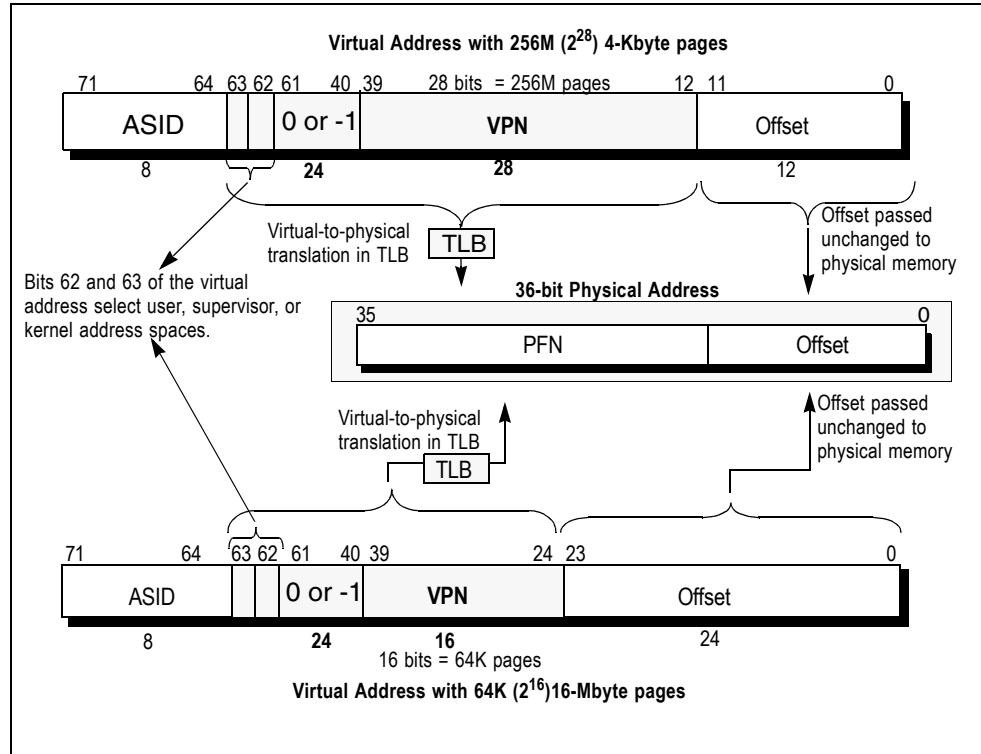 Virtual Address with 256M (2^28) 4-Kbyte pages
71 64 63 62 61 40 39 28 bits = 256M pages 12 11 0
ASID 0 or -1 VPN Offset
8 24 28 12
Virtual-to-physical
translation in TLB
TLB
Offset passed
unchanged to
physical memory
Bits 62 and 63 of the virtual
address select user, supervisor, or
kernel address spaces.
36-bit Physical Address
35 0
PFN Offset
Virtual-to-physical
translation in TLB
TLB
Offset passed
unchanged to
physical memory
71 64 63 62 61 40 39 24 23 0
ASID 0 or -1 VPN Offset
8 24 16 24
16 bits = 64K pages
Virtual Address with 64K (2^16)16-Mbyte pages